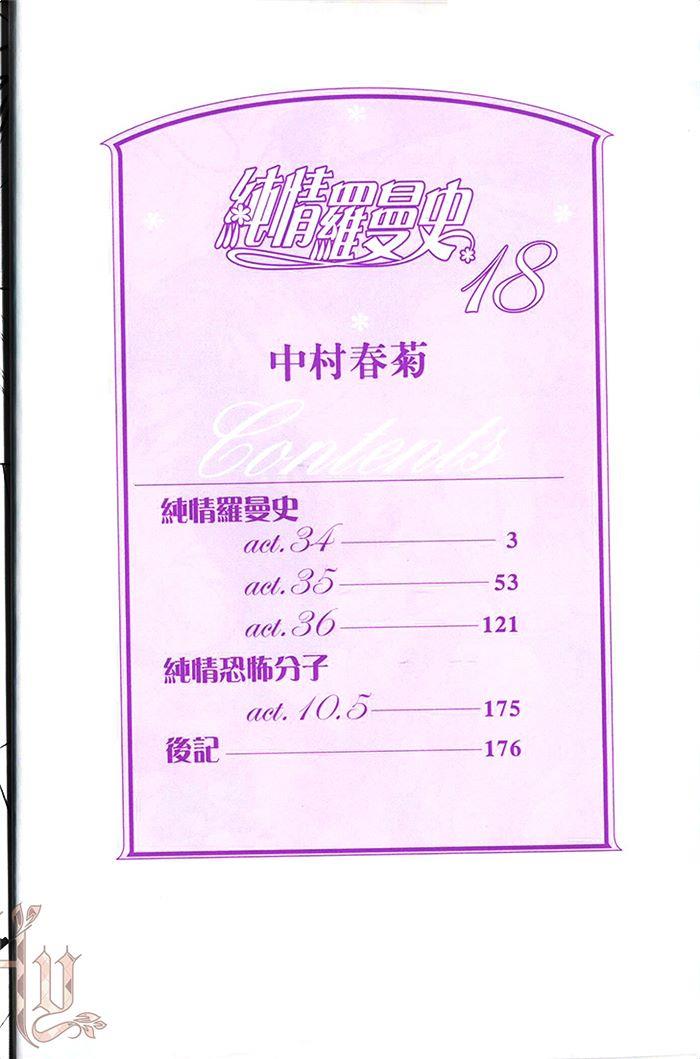 純情羅曼史
18
中村春菊
Contents
純情羅曼史
act.34 3
act.35 53
act.36 121
純情恐怖分子
act.10.5 175
後記 176